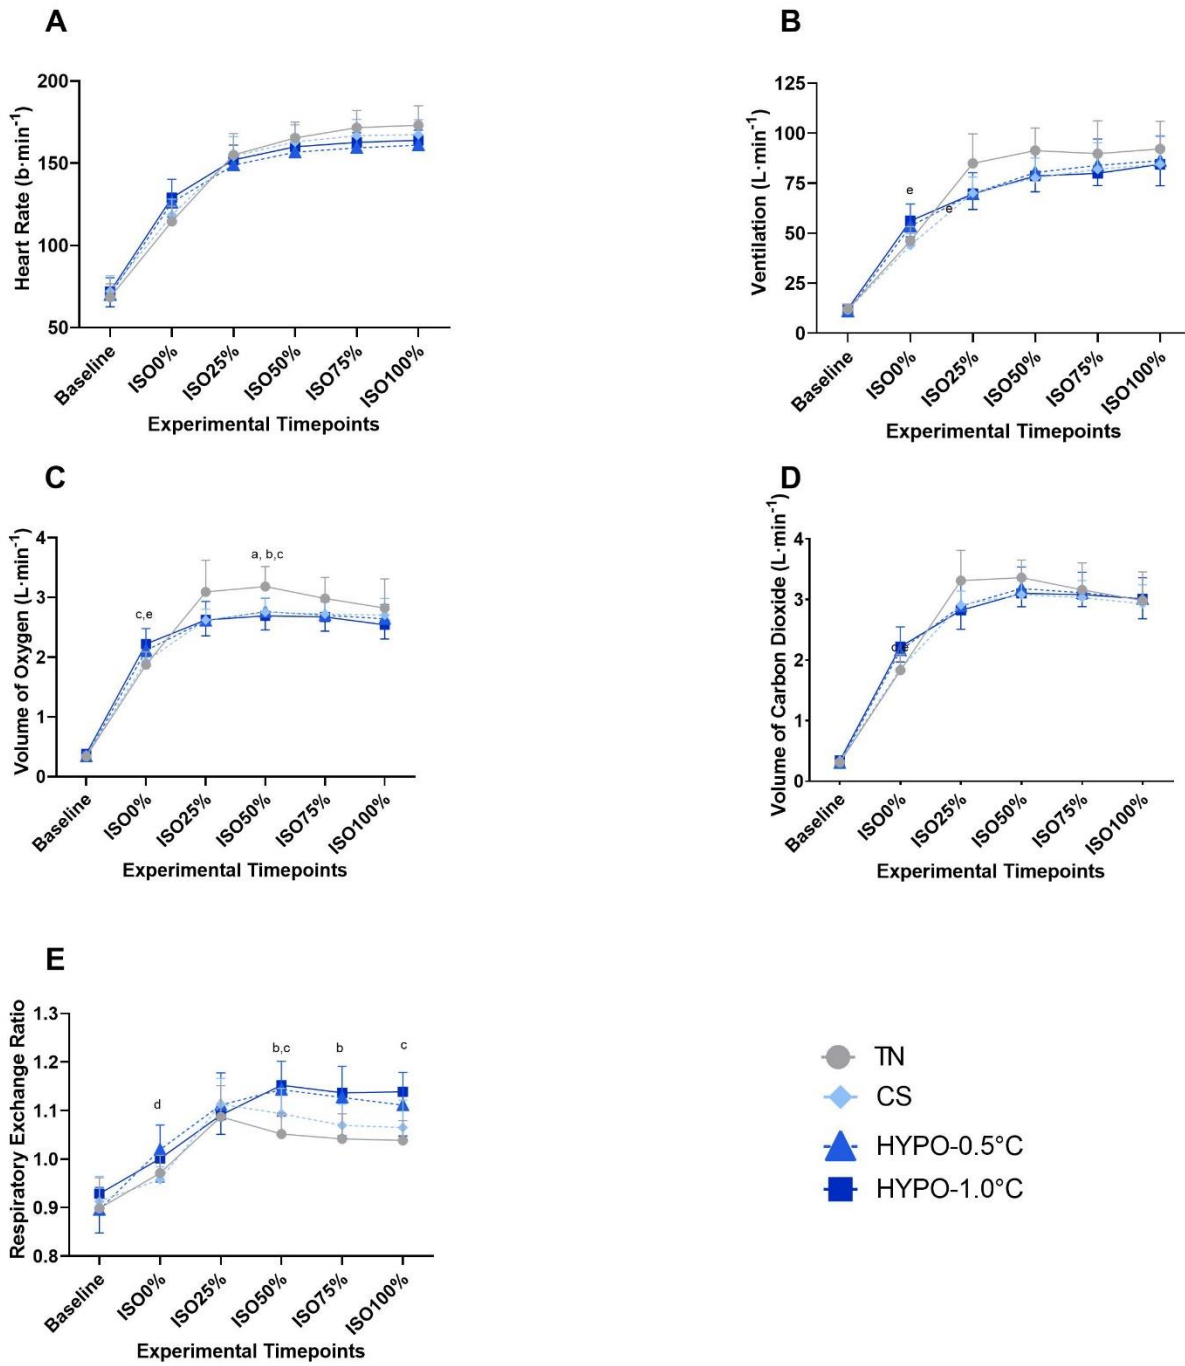 A
Heart Rate (b·min⁻¹)
200
150
100
50
Baseline
ISO0%
ISO25%
ISO50%
ISO75%
ISO100%
Experimental Timepoints
B
Ventilation (L·min⁻¹)
125
100
75
50
25
0
e
e
Baseline
ISO0%
ISO25%
ISO50%
ISO75%
ISO100%
Experimental Timepoints
C
Volume of Oxygen (L·min⁻¹)
4
3
2
1
0
c,e
a, b,c
Baseline
ISO0%
ISO25%
ISO50%
ISO75%
ISO100%
Experimental Timepoints
D
Volume of Carbon Dioxide (L·min⁻¹)
4
3
2
1
0
Baseline
ISO0%
ISO25%
ISO50%
ISO75%
ISO100%
Experimental Timepoints
E
Respiratory Exchange Ratio
1.3
1.2
1.1
1.0
0.9
0.8
d
b,c
b
c
Baseline
ISO0%
ISO25%
ISO50%
ISO75%
ISO100%
Experimental Timepoints
TN
CS
HYPO-0.5°C
HYPO-1.0°C